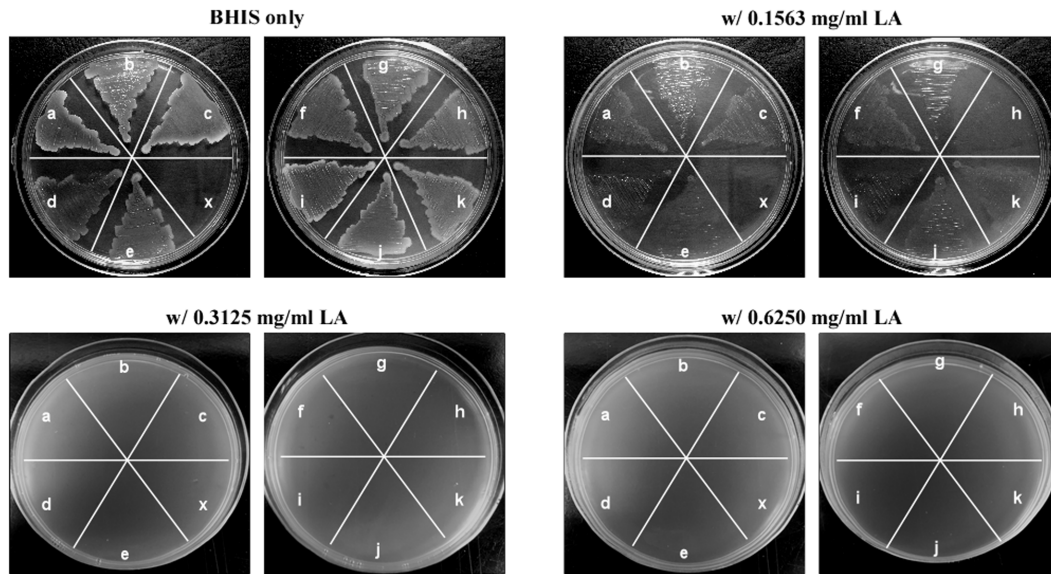 BHIS only
w/ 0.1563 mg/ml LA
b
a
c
d
x
e
g
f
h
i
k
j
b
a
c
d
x
e
g
f
h
i
k
j
w/ 0.3125 mg/ml LA
w/ 0.6250 mg/ml LA
b
a
c
d
x
e
g
f
h
i
k
j
b
a
c
d
x
e
g
f
h
i
k
j